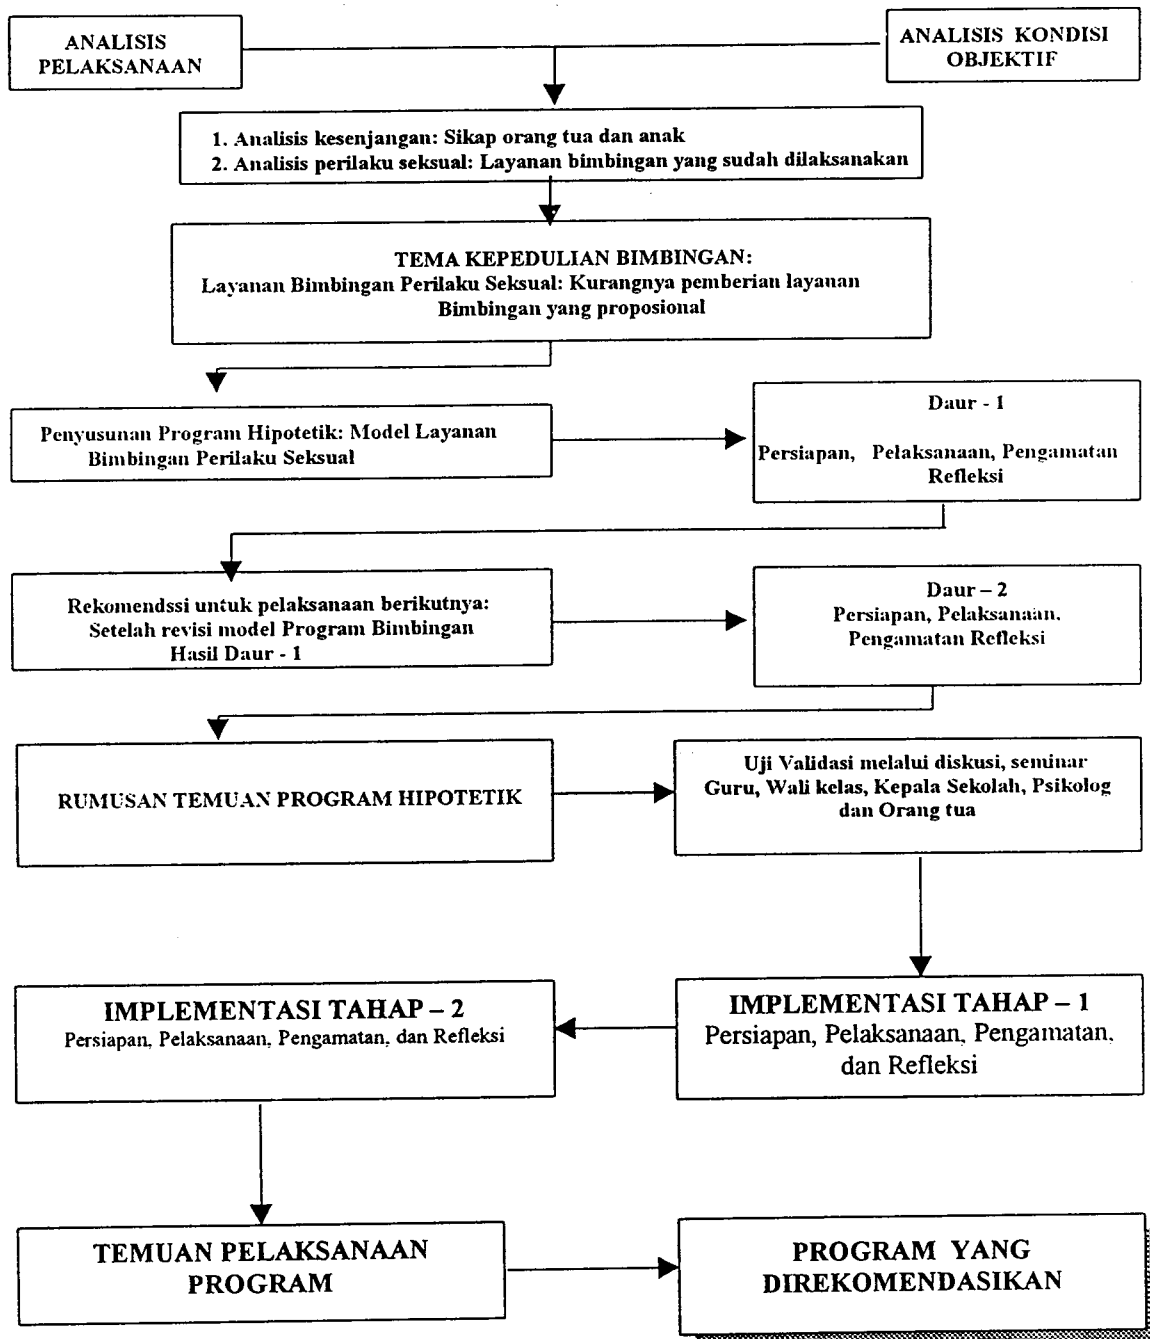 ANALISIS
PELAKSANAAN
ANALISIS KONDISI
OBJEKTIF
1. Analisis kesenjangan: Sikap orang tua dan anak
2. Analisis perilaku seksual: Layanan bimbingan yang sudah dilaksanakan
TEMA KEPEDULIAN BIMBINGAN:
Layanan Bimbingan Perilaku Seksual: Kurangnya pemberian layanan
Bimbingan yang proposional
Penyusunan Program Hipotetik: Model Layanan
Bimbingan Perilaku Seksual
Daur - 1
Persiapan, Pelaksanaan, Pengamatan
Refleksi
Rekomendssi untuk pelaksanaan berikutnya:
Setelah revisi model Program Bimbingan
Hasil Daur - 1
Daur – 2
Persiapan, Pelaksanaan,
Pengamatan Refleksi
RUMUSAN TEMUAN PROGRAM HIPOTETIK
Uji Validasi melalui diskusi, seminar
Guru, Wali kelas, Kepala Sekolah, Psikolog
dan Orang tua
IMPLEMENTASI TAHAP – 2
Persiapan, Pelaksanaan, Pengamatan, dan Refleksi
IMPLEMENTASI TAHAP – 1
Persiapan, Pelaksanaan, Pengamatan,
dan Refleksi
TEMUAN PELAKSANAAN
PROGRAM
PROGRAM YANG
DIREKOMENDASIKAN